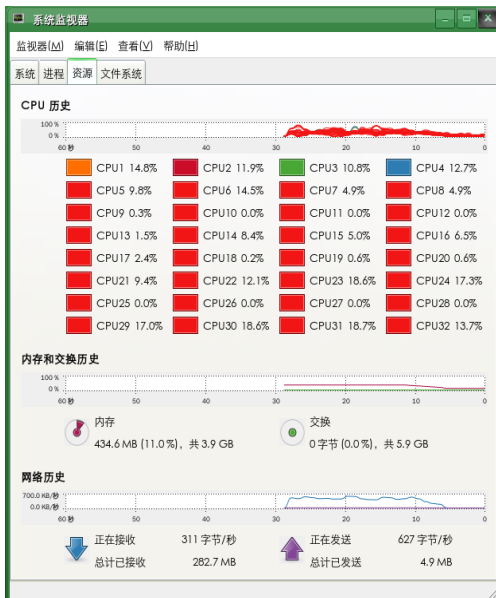 系统监视器
监视器(M) 编辑(E) 查看(V) 帮助(H)
系统 进程 资源 文件系统
CPU 历史
100 %
0 %
60 秒 50 40 30 20 10 0
CPU1 14.8% CPU2 11.9% CPU3 10.8% CPU4 12.7%
CPU5 9.8% CPU6 14.5% CPU7 4.9% CPU8 4.9%
CPU9 0.3% CPU10 0.0% CPU11 0.0% CPU12 0.0%
CPU13 1.5% CPU14 8.4% CPU15 5.0% CPU16 6.5%
CPU17 2.4% CPU18 0.2% CPU19 0.6% CPU20 0.6%
CPU21 9.4% CPU22 12.1% CPU23 18.6% CPU24 17.3%
CPU25 0.0% CPU26 0.0% CPU27 0.0% CPU28 0.0%
CPU29 17.0% CPU30 18.6% CPU31 18.7% CPU32 13.7%
内存和交换历史
100 %
0 %
60 秒 50 40 30 20 10 0
内存 交换
434.6 MB (11.0 %)，共 3.9 GB 0 字节 (0.0 %)，共 5.9 GB
网络历史
700.0 KB/秒
0.0 KB/秒
60 秒 50 40 30 20 10 0
正在接收 311 字节/秒 正在发送 627 字节/秒
总计已接收 282.7 MB 总计已发送 4.9 MB